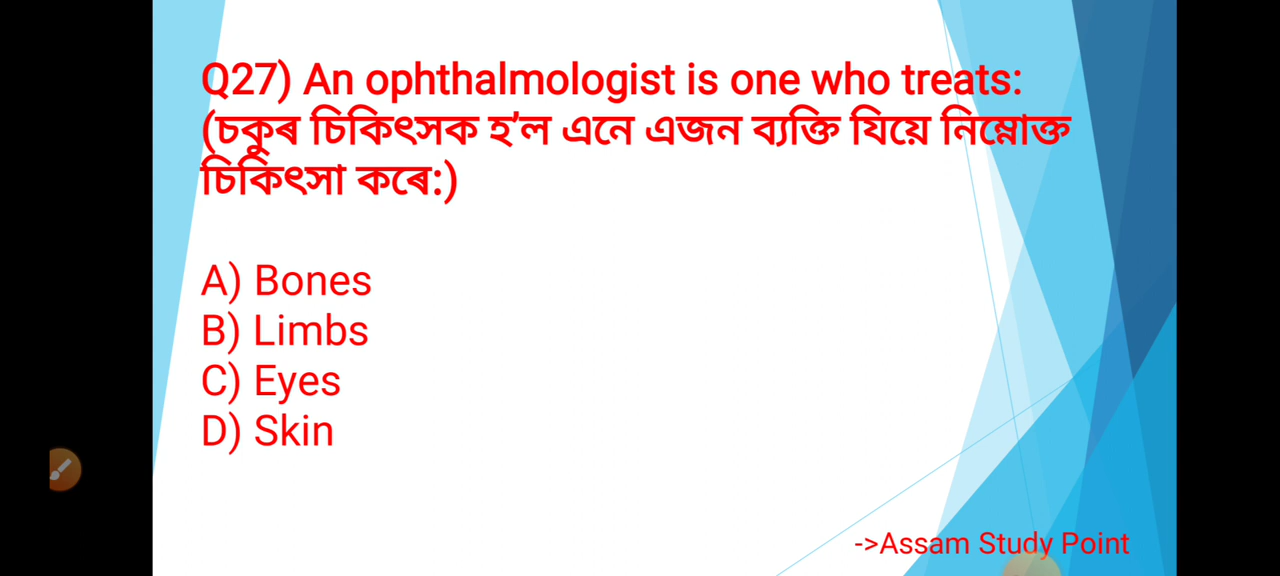 Q27) An ophthalmologist is one who treats:
(চকুৰ চিকিৎসক হ'ল এনে এজন ব্যক্তি যিয়ে নিম্নোক্ত
চিকিৎসা কৰে:)
A) Bones
B) Limbs
C) Eyes
D) Skin
->Assam Study Point